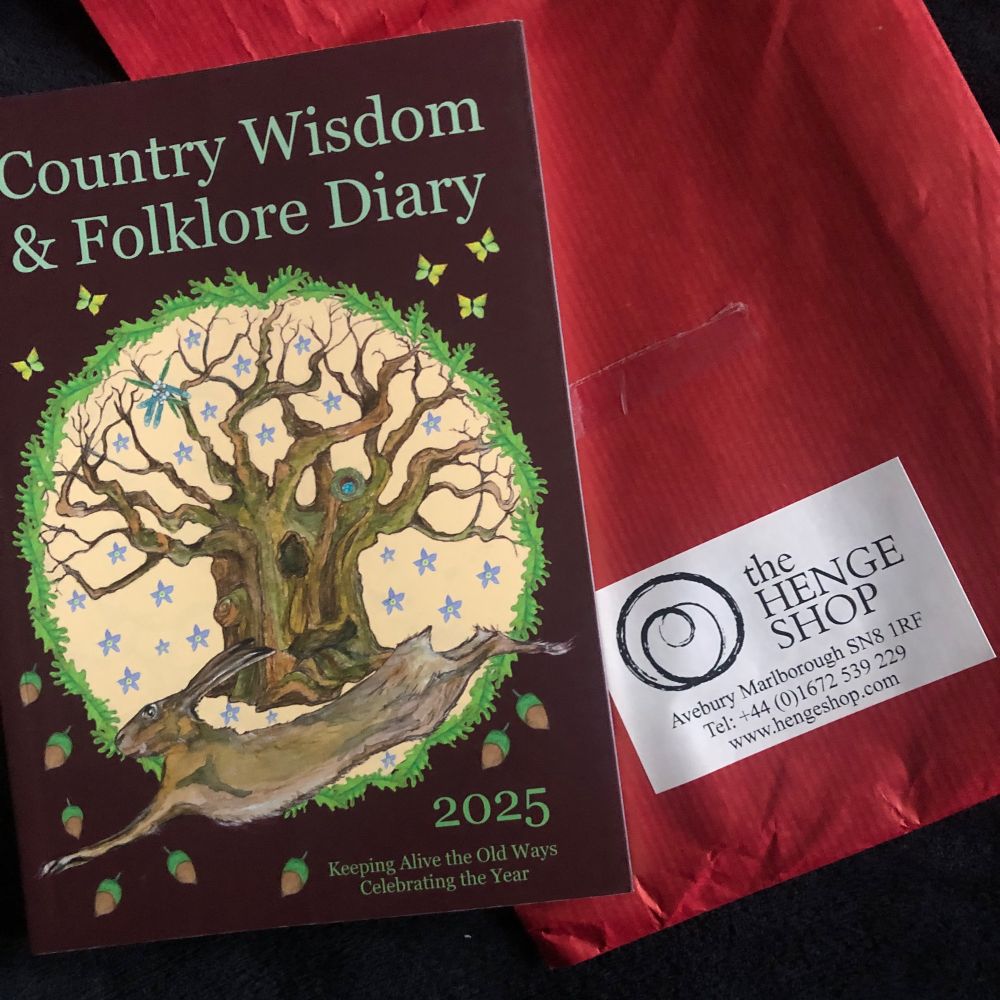 Country Wisdom
& Folklore Diary
2025
Keeping Alive the Old Ways
Celebrating the Year
the
HENGE
SHOP
Avebury Marlborough SN8 1RF
Tel: +44 (0)1672 539 229
www.hengeshop.com